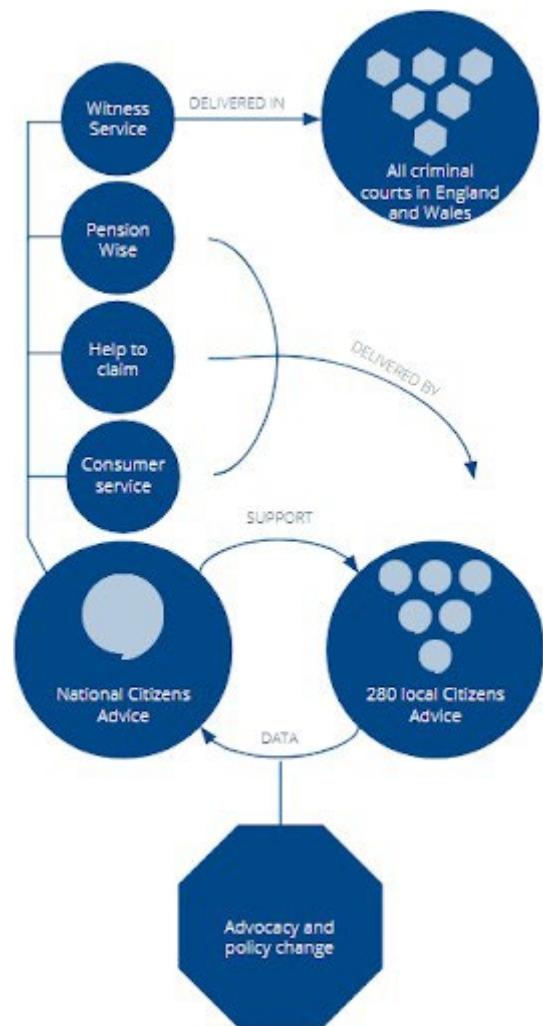 Witness
Service
DELIVERED IN
All criminal
courts in England
and Wales
Pension
Wise
Help to
claim
DELIVERED BY
Consumer
service
SUPPORT
National Citizens
Advice
280 local Citizens
Advice
DATA
Advocacy and
policy change